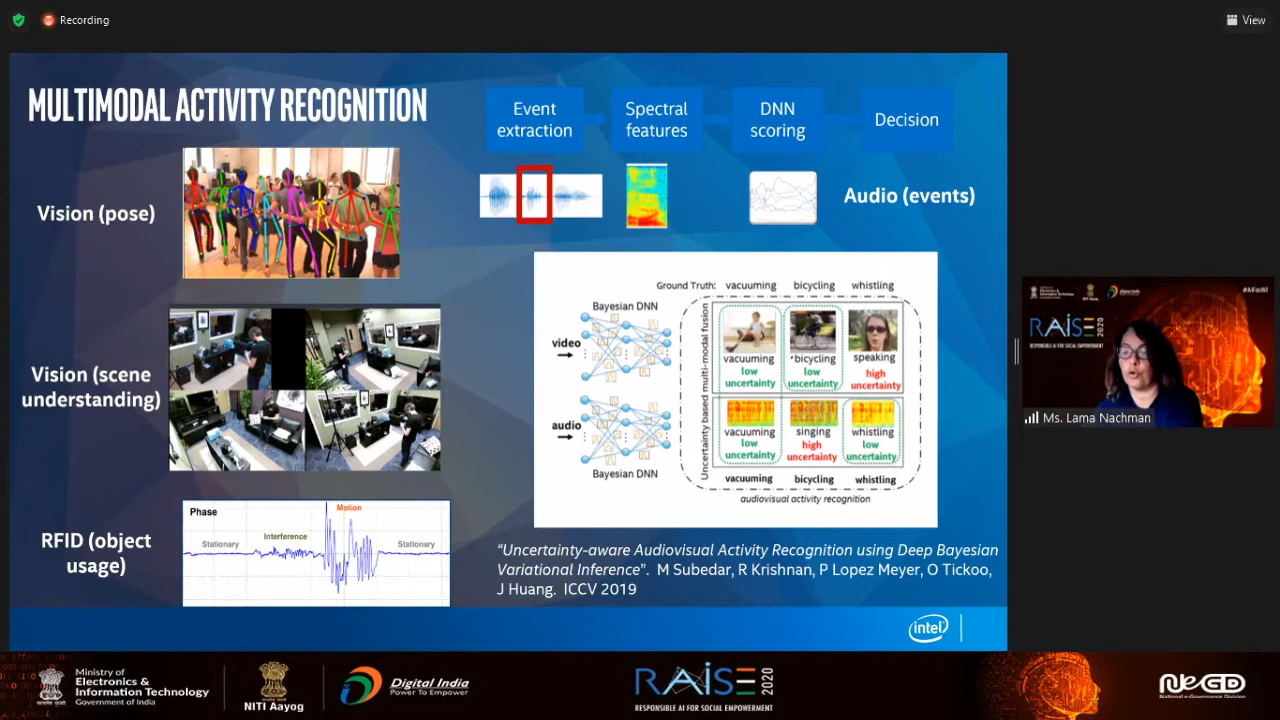 Recording
View
MULTIMODAL ACTIVITY RECOGNITION
Event
extraction
Spectral
features
DNN
scoring
Decision
Audio (events)
Vision (pose)
Vision (scene
understanding)
RFID (object
usage)
Phase
Stationary
Interference
Motion
Stationary
Ground Truth: vacuuming bicycling whistling
Bayesian DNN
video
audio
Bayesian DNN
Uncertainty based multi-modal fusion
vacuuming
low
uncertainty
bicycling
low
uncertainty
speaking
high
uncertainty
vacuuming
low
uncertainty
singing
high
uncertainty
whistling
low
uncertainty
vacuuming bicycling whistling
audiovisual activity recognition
“Uncertainty-aware Audiovisual Activity Recognition using Deep Bayesian
Variational Inference”. M Subedar, R Krishnan, P Lopez Meyer, O Tickoo,
J Huang. ICCV 2019
intel
RAISE 2020
RESPONSIBLE AI FOR SOCIAL EMPOWERMENT
Ms. Lama Nachman
Ministry of
Electronics &
Information Technology
Government of India
NITI Aayog
Digital India
Power To Empower
RAISE 2020
RESPONSIBLE AI FOR SOCIAL EMPOWERMENT
NeGD
National e-Governance Division